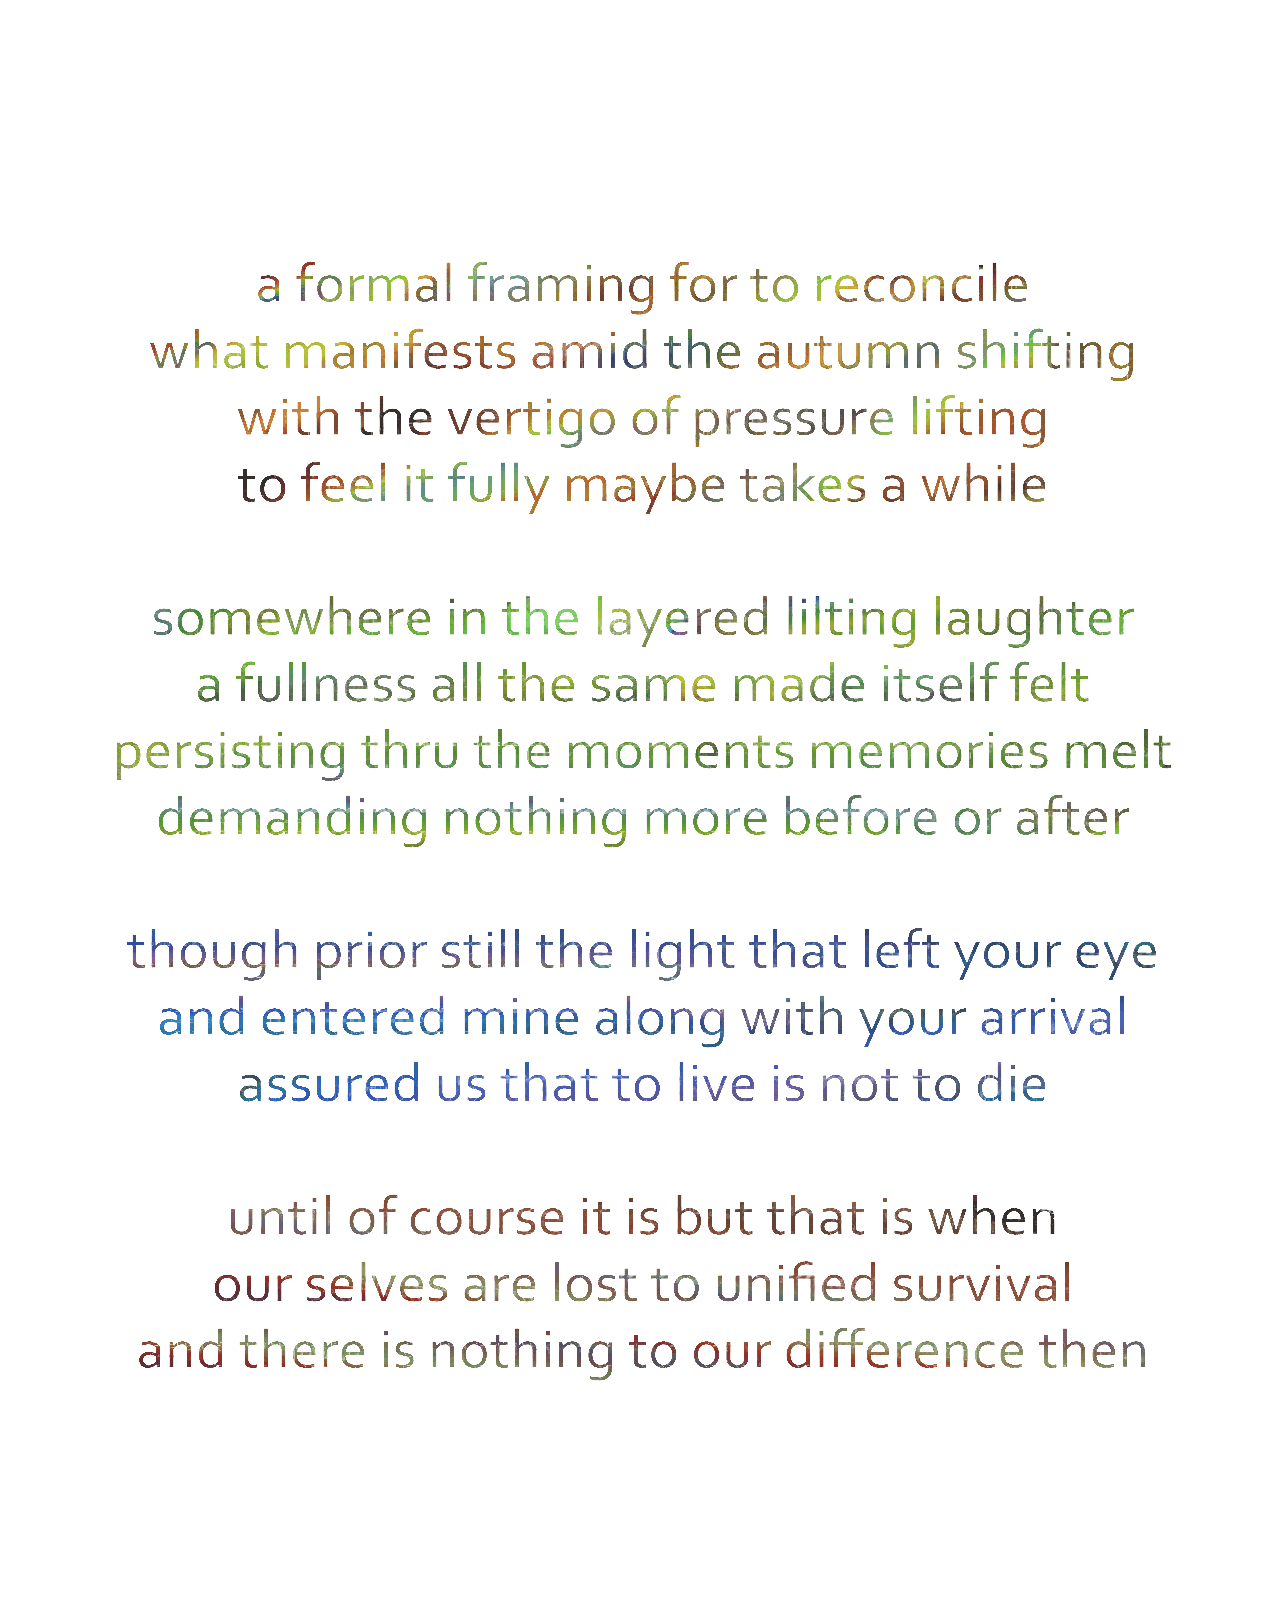 a formal framing for to reconcile
what manifests amid the autumn shifting
with the vertigo of pressure lifting
to feel it fully maybe takes a while
somewhere in the layered lilting laughter
a fullness all the same made itself felt
persisting thru the moments memories melt
demanding nothing more before or after
though prior still the light that left your eye
and entered mine along with your arrival
assured us that to live is not to die
until of course it is but that is when
our selves are lost to unified survival
and there is nothing to our difference then